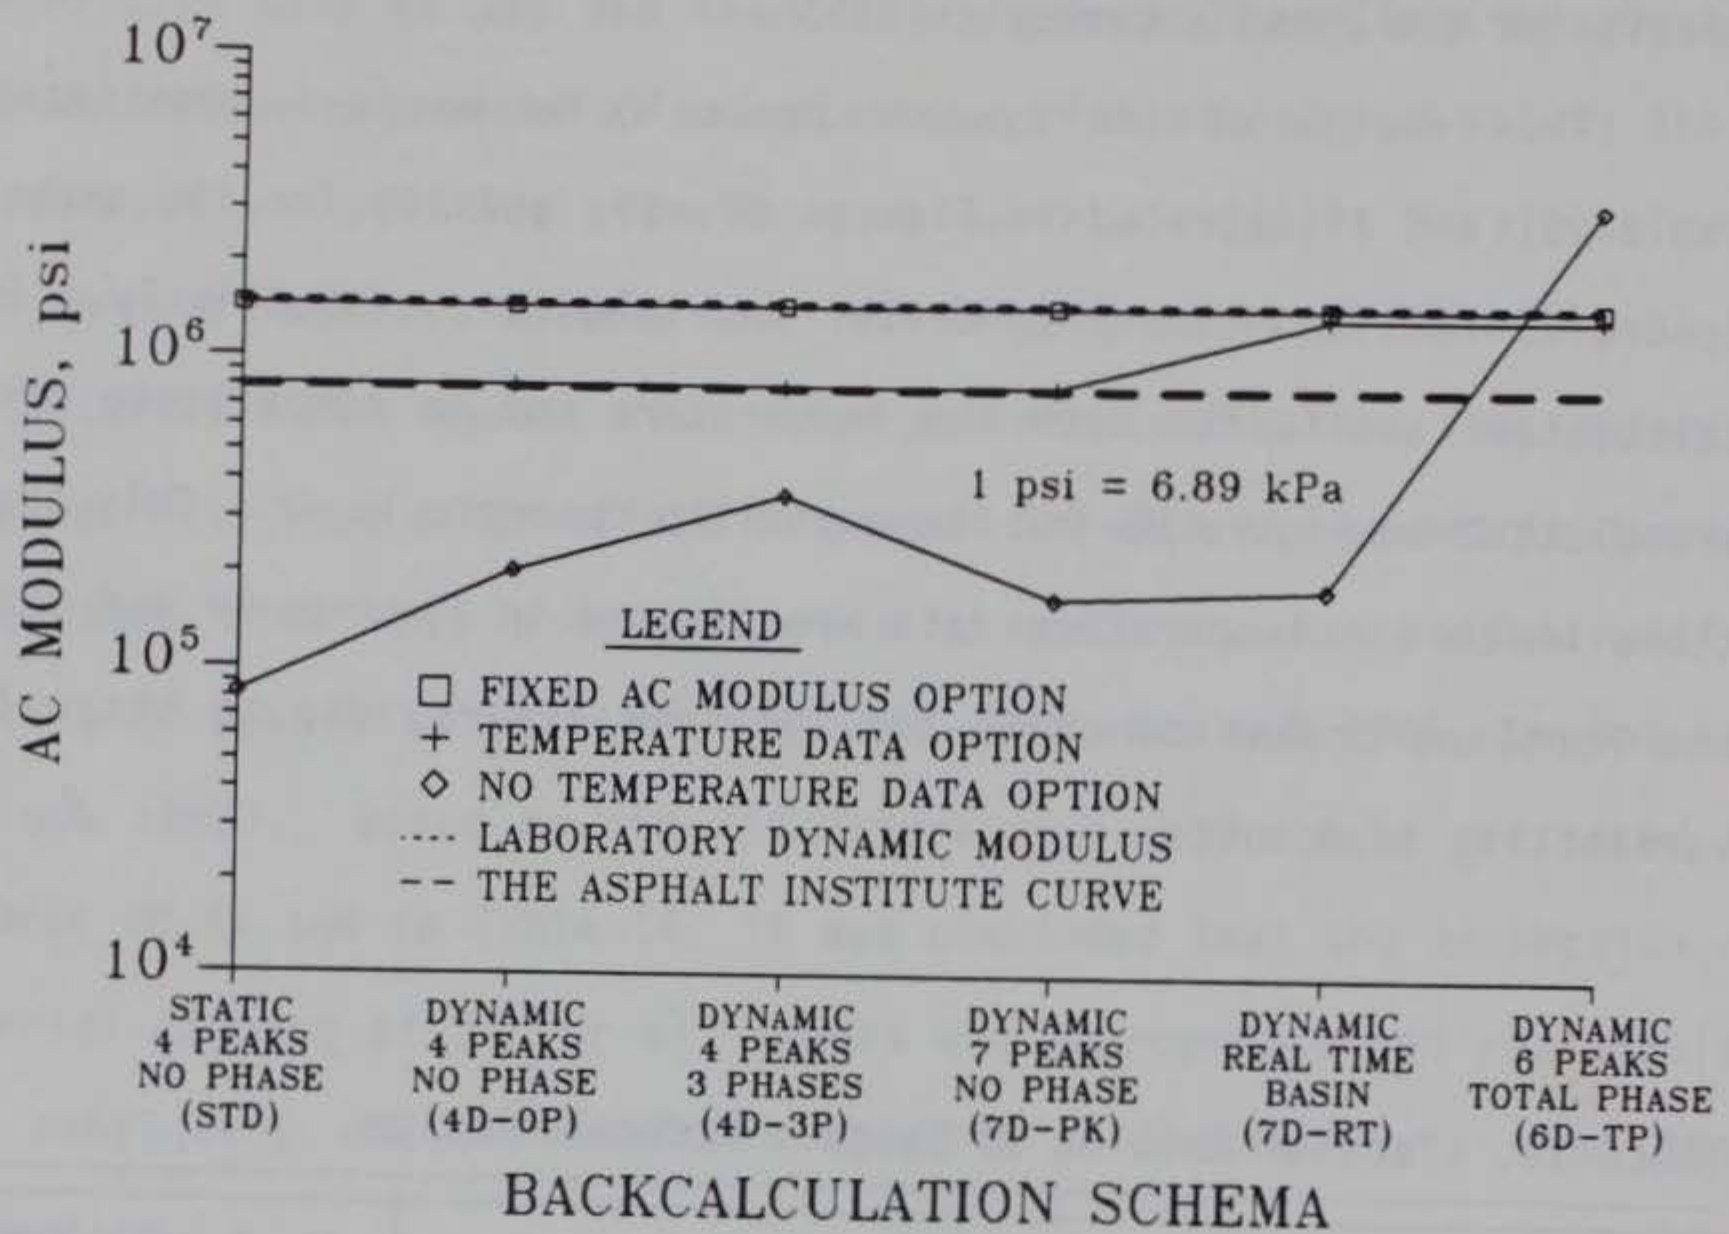 10⁷
10⁶
10⁵
10⁴
AC MODULUS, psi
1 psi = 6.89 kPa
LEGEND
□ FIXED AC MODULUS OPTION
+ TEMPERATURE DATA OPTION
◇ NO TEMPERATURE DATA OPTION
---- LABORATORY DYNAMIC MODULUS
-- THE ASPHALT INSTITUTE CURVE
STATIC
4 PEAKS
NO PHASE
(STD)
DYNAMIC
4 PEAKS
NO PHASE
(4D-0P)
DYNAMIC
4 PEAKS
3 PHASES
(4D-3P)
DYNAMIC
7 PEAKS
NO PHASE
(7D-PK)
DYNAMIC
REAL TIME
BASIN
(7D-RT)
DYNAMIC
6 PEAKS
TOTAL PHASE
(6D-TP)
BACKCALCULATION SCHEMA